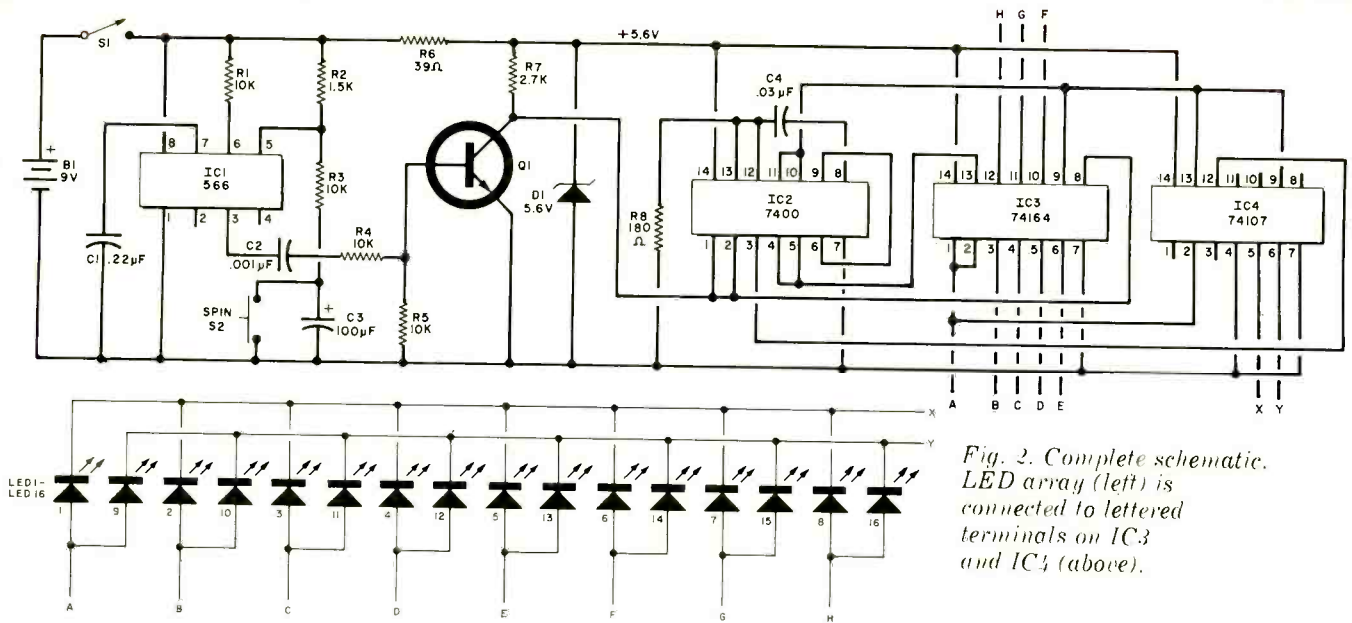 H G F
S1
+5.6V
R6
39Ω
R1
10K
R2
1.5K
R7
2.7K
C4
.03µF
8 7 6 5
IC1
566
1 2 3 4
B1
9V
+
R3
10K
Q1
D1
5.6V
C1 .22µF
C2
.001µF
R4
10K
R8
180
Ω
14 13 12 11 10 9 8
IC2
7400
1 2 3 4 5 6 7
14 13 12 11 10 9 8
IC3
74164
1 2 3 4 5 6 7
14 13 12 11 10 9 8
IC4
74107
1 2 3 4 5 6 7
SPIN
S2
+
C3
100µF
R5
10K
A B C D E X Y
X
Y
LED1-
LED16
1 9 2 10 3 11 4 12 5 13 6 14 7 15 8 16
A B C D E F G H
Fig. 2. Complete schematic.
LED array (left) is
connected to lettered
terminals on IC3
and IC4 (above).